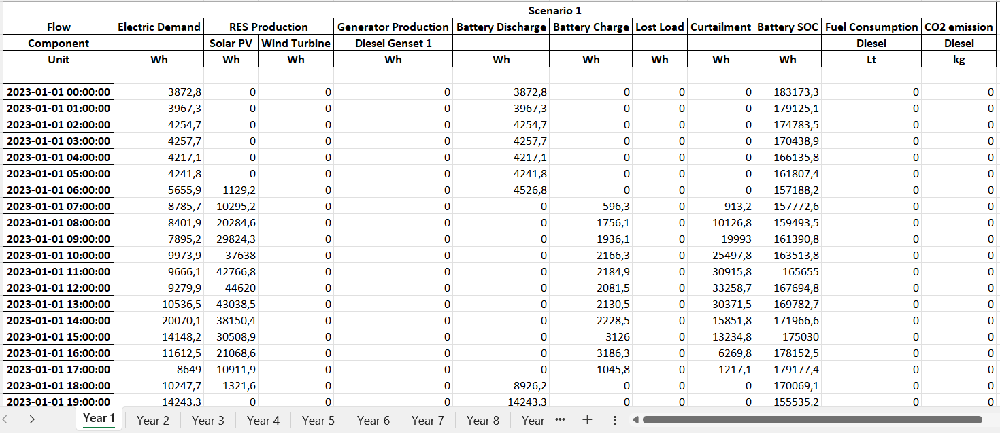 Scenario 1
Flow Electric Demand RES Production Generator Production Battery Discharge Battery Charge Lost Load Curtailment Battery SOC Fuel Consumption CO2 emission
Component Solar PV Wind Turbine Diesel Genset 1 Diesel Diesel
Unit Wh Wh Wh Wh Wh Wh Wh Wh Wh Lt kg
2023-01-01 00:00:00 3872,8 0 0 0 3872,8 0 0 0 183173,3 0 0
2023-01-01 01:00:00 3967,3 0 0 0 3967,3 0 0 0 179125,1 0 0
2023-01-01 02:00:00 4254,7 0 0 0 4254,7 0 0 0 174783,5 0 0
2023-01-01 03:00:00 4257,7 0 0 0 4257,7 0 0 0 170438,9 0 0
2023-01-01 04:00:00 4217,1 0 0 0 4217,1 0 0 0 166135,8 0 0
2023-01-01 05:00:00 4241,8 0 0 0 4241,8 0 0 0 161807,4 0 0
2023-01-01 06:00:00 5655,9 1129,2 0 0 4526,8 0 0 0 157188,2 0 0
2023-01-01 07:00:00 8785,7 10295,2 0 0 0 596,3 0 913,2 157772,6 0 0
2023-01-01 08:00:00 8401,9 20284,6 0 0 0 1756,1 0 10126,8 159493,5 0 0
2023-01-01 09:00:00 7895,2 29824,3 0 0 0 1936,1 0 19993 161390,8 0 0
2023-01-01 10:00:00 9973,9 37638 0 0 0 2166,3 0 25497,8 163513,8 0 0
2023-01-01 11:00:00 9666,1 42766,8 0 0 0 2184,9 0 30915,8 165655 0 0
2023-01-01 12:00:00 9279,9 44620 0 0 0 2081,5 0 33258,7 167694,8 0 0
2023-01-01 13:00:00 10536,5 43038,5 0 0 0 2130,5 0 30371,5 169782,7 0 0
2023-01-01 14:00:00 20070,1 38150,4 0 0 0 2228,5 0 15851,8 171966,6 0 0
2023-01-01 15:00:00 14148,2 30508,9 0 0 0 3126 0 13234,8 175030 0 0
2023-01-01 16:00:00 11612,5 21068,6 0 0 0 3186,3 0 6269,8 178152,5 0 0
2023-01-01 17:00:00 8649 10911,9 0 0 0 1045,8 0 1217,1 179177,4 0 0
2023-01-01 18:00:00 10247,7 1321,6 0 0 8926,2 0 0 0 170069,1 0 0
2023-01-01 19:00:00 14243,3 0 0 0 14243,3 0 0 0 155535,2 0 0
Year 1 Year 2 Year 3 Year 4 Year 5 Year 6 Year 7 Year 8 Year